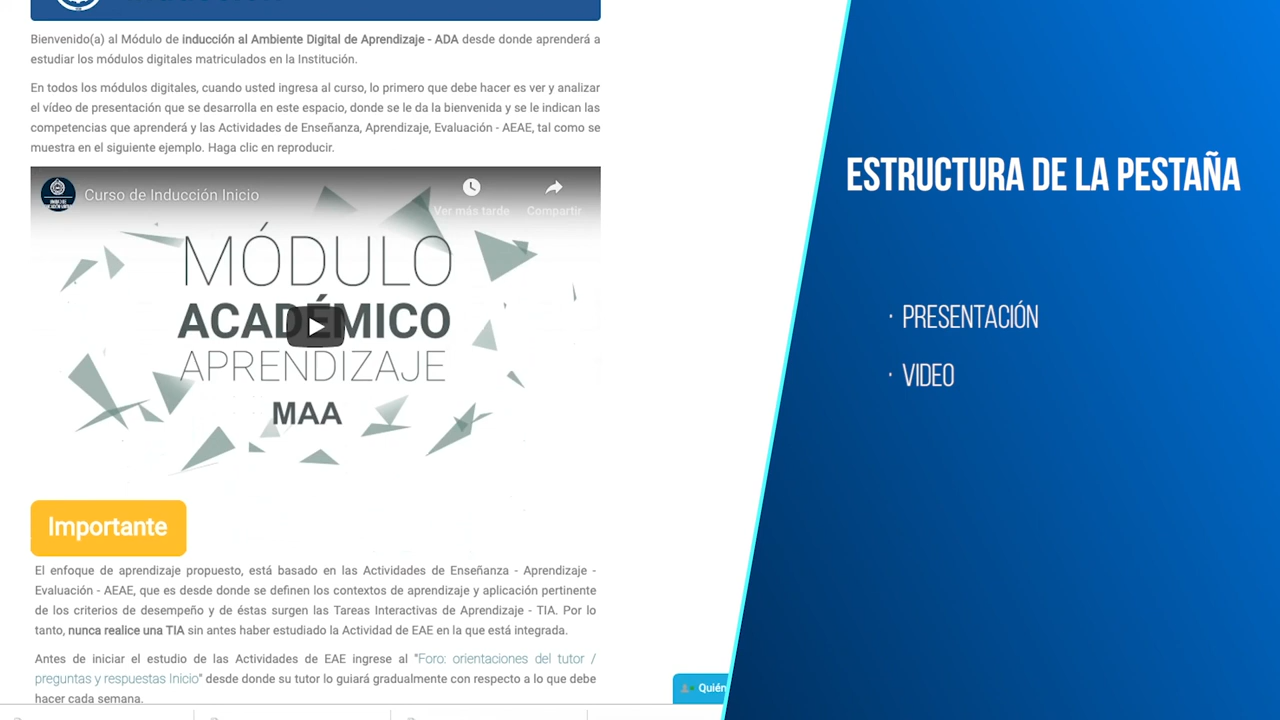 Bienvenido(a) al Módulo de inducción al Ambiente Digital de Aprendizaje - ADA desde donde aprenderá a
estudiar los módulos digitales matriculados en la Institución.
En todos los módulos digitales, cuando usted ingresa al curso, lo primero que debe hacer es ver y analizar
el vídeo de presentación que se desarrolla en este espacio, donde se le da la bienvenida y se le indican las
competencias que aprenderá y las Actividades de Enseñanza, Aprendizaje, Evaluación - AEAE, tal como se
muestra en el siguiente ejemplo. Haga clic en reproducir.
Curso de Inducción Inicio
Ver más tarde
Compartir
MÓDULO
ACADÉMICO
APRENDIZAJE
MAA
Importante
El enfoque de aprendizaje propuesto, está basado en las Actividades de Enseñanza - Aprendizaje -
Evaluación - AEAE, que es desde donde se definen los contextos de aprendizaje y aplicación pertinente
de los criterios de desempeño y de éstas surgen las Tareas Interactivas de Aprendizaje - TIA. Por lo
tanto, nunca realice una TIA sin antes haber estudiado la Actividad de EAE en la que está integrada.
Antes de iniciar el estudio de las Actividades de EAE ingrese al "Foro: orientaciones del tutor /
preguntas y respuestas Inicio" desde donde su tutor lo guiará gradualmente con respecto a lo que debe
hacer cada semana.
Quién
ESTRUCTURA DE LA PESTAÑA
· PRESENTACIÓN
· VIDEO